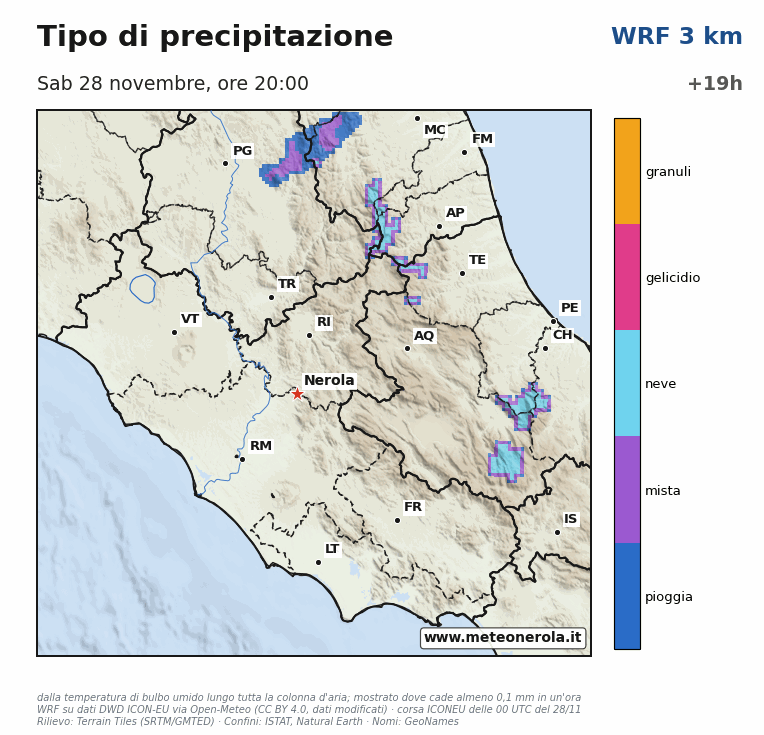 Tipo di precipitazione
WRF 3 km
Sab 28 novembre, ore 20:00
+19h
MC
FM
PG
AP
TE
TR
PE
VT
RI
AQ
CH
Nerola
RM
FR
IS
LT
www.meteonerola.it
granuli
gelicidio
neve
mista
pioggia
dalla temperatura di bulbo umido lungo tutta la colonna d'aria; mostrato dove cade almeno 0,1 mm in un'ora
WRF su dati DWD ICON-EU via Open-Meteo (CC BY 4.0, dati modificati) · corsa ICONEU delle 00 UTC del 28/11
Rilievo: Terrain Tiles (SRTM/GMTED) · Confini: ISTAT, Natural Earth · Nomi: GeoNames